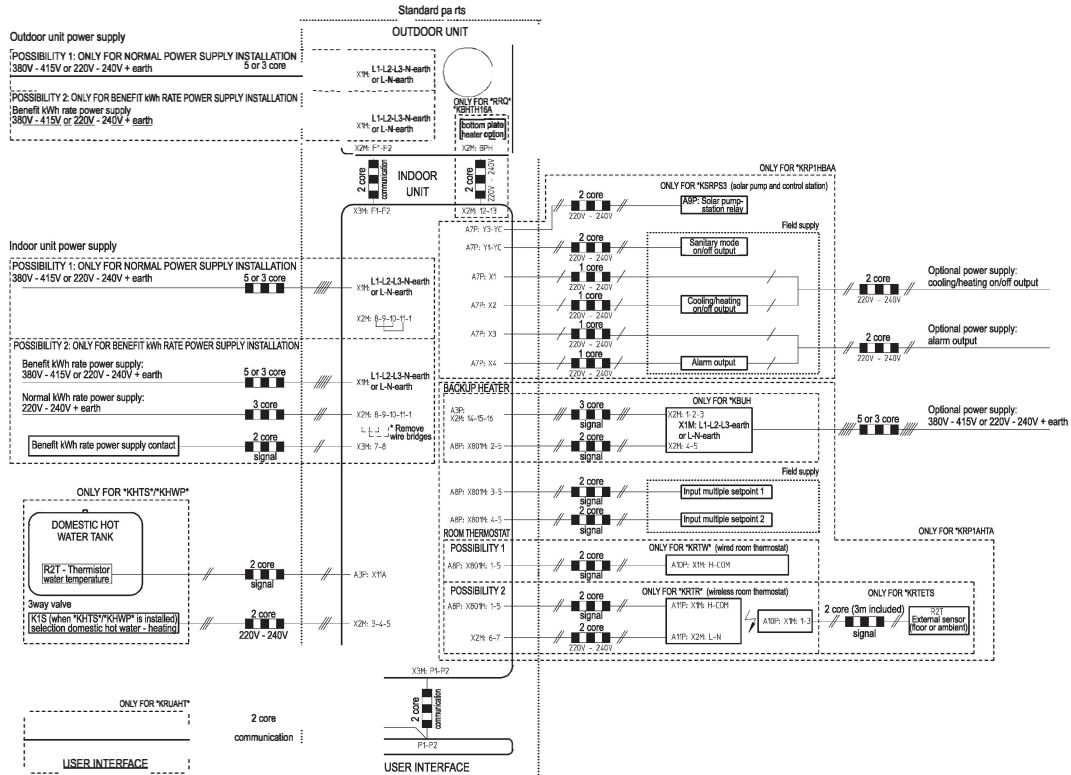 Standard pa rts
OUTDOOR UNIT
Outdoor unit power supply
POSSIBILITY 1: ONLY FOR NORMAL POWER SUPPLY INSTALLATION
380V - 415V or 220V - 240V + earth
5 or 3 core
X1M: L1-L2-L3-N-earth
or L-N-earth
POSSIBILITY 2: ONLY FOR BENEFIT kWh RATE POWER SUPPLY INSTALLATION
Benefit kWh rate power supply
380V - 415V or 220V - 240V + earth
X1M: L1-L2-L3-N-earth
or L-N-earth
ONLY FOR *RRQ*
*KBHTH16A
bottom plate
heater option
X2M: F1-F2
X2M: BPH
2 core
communication
INDOOR
UNIT
2 core
220V - 240V
X3M: F1-F2
X2M: 12-13
ONLY FOR *KRP1HBAA
ONLY FOR *KSRPS3 (solar pump and control station)
A7P: Y3-YC
2 core
220V - 240V
A9P: Solar pump-
station relay
Field supply
A7P: Y1-YC
2 core
220V - 240V
Sanitary mode
on/off output
A7P: X1
1 core
220V - 240V
A7P: X2
1 core
220V - 240V
Cooling/heating
on/off output
2 core
220V - 240V
Optional power supply:
cooling/heating on/off output
A7P: X3
1 core
220V - 240V
A7P: X4
1 core
220V - 240V
Alarm output
2 core
220V - 240V
Optional power supply:
alarm output
Indoor unit power supply
POSSIBILITY 1: ONLY FOR NORMAL POWER SUPPLY INSTALLATION
380V - 415V or 220V - 240V + earth
5 or 3 core
X1M: L1-L2-L3-N-earth
or L-N-earth
X2M: 8-9-10-11-1
POSSIBILITY 2: ONLY FOR BENEFIT kWh RATE POWER SUPPLY INSTALLATION
Benefit kWh rate power supply:
380V - 415V or 220V - 240V + earth
5 or 3 core
X1M: L1-L2-L3-N-earth
or L-N-earth
Normal kWh rate power supply:
220V - 240V + earth
3 core
X2M: 8-9-10-11-1
* Remove
wire bridges
Benefit kWh rate power supply contact
2 core
signal
X3M: 7-8
BACKUP HEATER
ONLY FOR *KBUH
A3P:
X2M: 14-15-16
3 core
signal
X2M: 1-2-3
X1M: L1-L2-L3-earth
or L-N-earth
X2M: 4-5
A8P: X801M: 2-5
2 core
signal
5 or 3 core
Optional power supply:
380V - 415V or 220V - 240V + earth
Field supply
A8P: X801M: 3-5
2 core
signal
Input multiple setpoint 1
A8P: X801M: 4-5
2 core
signal
Input multiple setpoint 2
ONLY FOR *KRP1AHTA
ROOM THERMOSTAT
POSSIBILITY 1
ONLY FOR *KRTW* (wired room thermostat)
A8P: X801M: 1-5
2 core
signal
A10P: X1M: H-COM
POSSIBILITY 2
ONLY FOR *KRTR* (wireless room thermostat)
A8P: X801M: 1-5
2 core
signal
A11P: X1M: H-COM
X2M: 6-7
2 core
220V - 240V
A11P: X2M: L-N
A10P: X1M: 1-3
ONLY FOR *KRTETS
2 core (3m included)
signal
R2T
External sensor
(floor or ambient)
ONLY FOR *KHTS*/*KHWP*
DOMESTIC HOT
WATER TANK
R2T - Thermistor
water temperature
2 core
signal
A3P: X11A
3way valve
K1S (when *KHTS*/*KHWP* is installed)
selection domestic hot water - heating
2 core
220V - 240V
X2M: 3-4-5
X3M: P1-P2
2 core
communication
P1-P2
USER INTERFACE
ONLY FOR *KRUAHT*
2 core
communication
USER INTERFACE